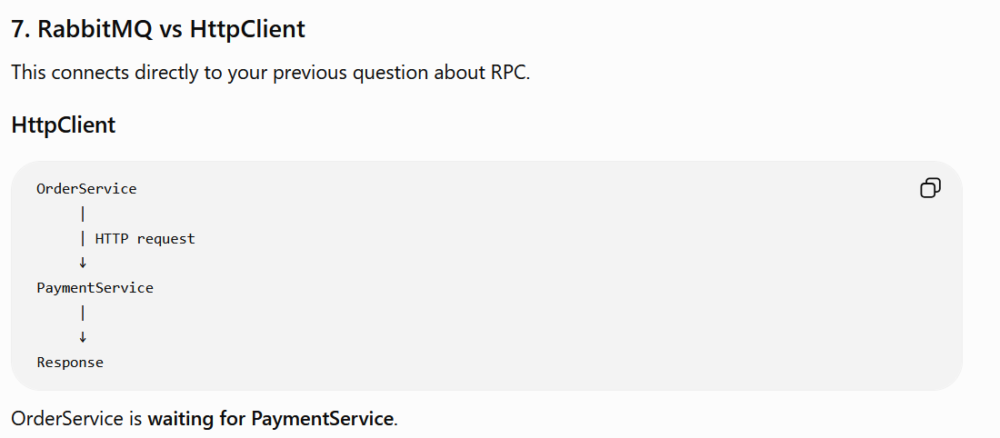 7. RabbitMQ vs HttpClient
This connects directly to your previous question about RPC.
HttpClient
OrderService
|
| HTTP request
↓
PaymentService
|
↓
Response
OrderService is waiting for PaymentService.